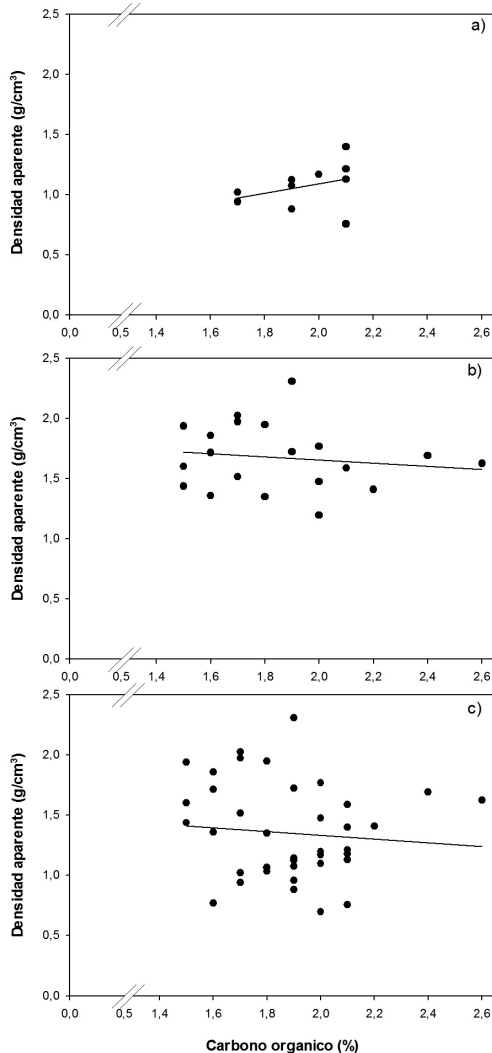 a)
2,5
2,0
1,5
1,0
0,5
0,0
Densidad aparente (g/cm³)
0,0 0,5 1,4 1,6 1,8 2,0 2,2 2,4 2,6
b)
2,5
2,0
1,5
1,0
0,5
0,0
Densidad aparente (g/cm³)
0,0 0,5 1,4 1,6 1,8 2,0 2,2 2,4 2,6
c)
2,5
2,0
1,5
1,0
0,5
0,0
Densidad aparente (g/cm³)
0,0 0,5 1,4 1,6 1,8 2,0 2,2 2,4 2,6
Carbono organico (%)